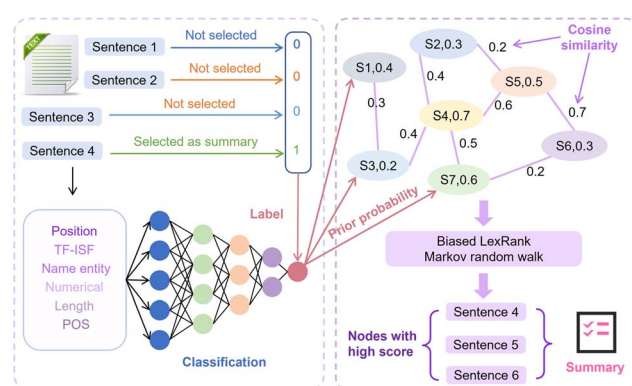 TEXT
Sentence 1
Not selected
0
Sentence 2
Not selected
0
Sentence 3
Not selected
0
Sentence 4
Selected as summary
1
Label
Position
TF-ISF
Name entity
Numerical
Length
POS
Classification
Prior probability
S1,0.4
S2,0.3
0.2
Cosine
similarity
S5,0.5
0.4
0.6
0.3
S4,0.7
0.7
0.4
0.5
S6,0.3
S3,0.2
S7,0.6
0.2
Biased LexRank
Markov random walk
Nodes with
high score
Sentence 4
Sentence 5
Sentence 6
Summary